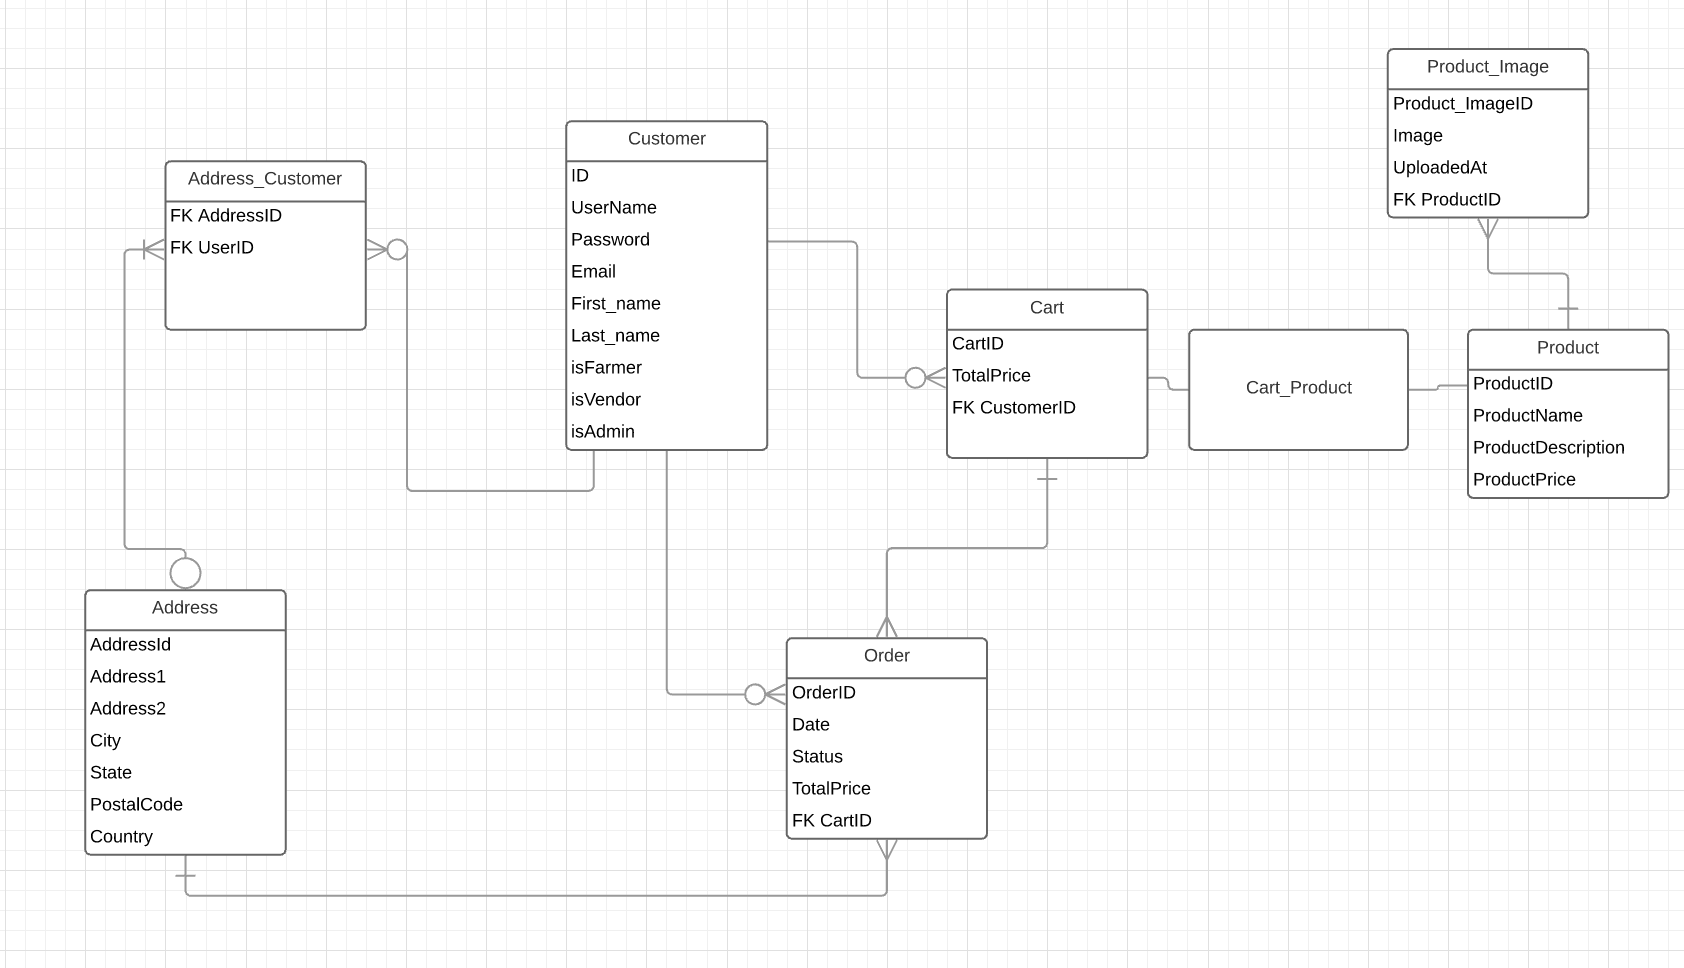 Product_Image
Product_ImageID
Image
UploadedAt
FK ProductID
Customer
ID
UserName
Password
Email
First_name
Last_name
isFarmer
isVendor
isAdmin
Address_Customer
FK AddressID
FK UserID
Cart
CartID
TotalPrice
FK CustomerID
Cart_Product
Product
ProductID
ProductName
ProductDescription
ProductPrice
Address
AddressId
Address1
Address2
City
State
PostalCode
Country
Order
OrderID
Date
Status
TotalPrice
FK CartID